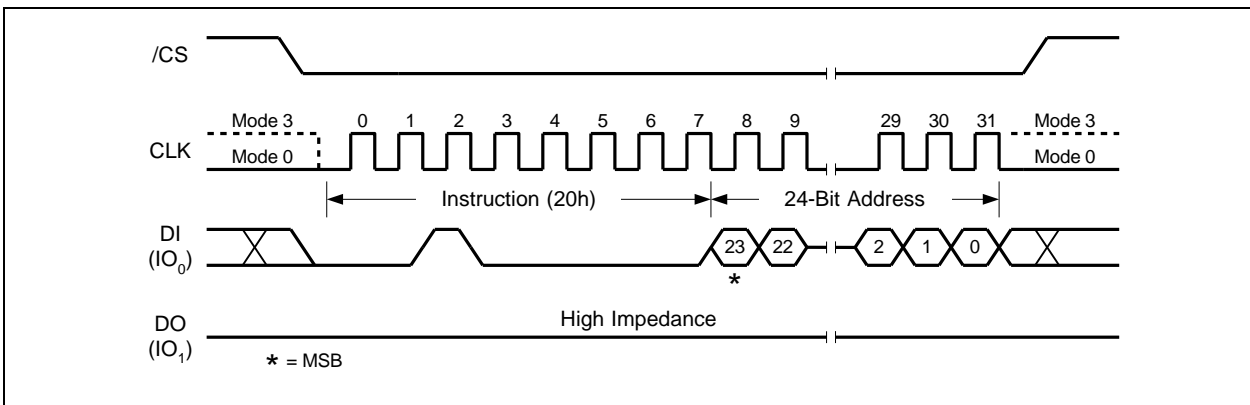 /CS
Mode 3
0 1 2 3 4 5 6 7 8 9 29 30 31
Mode 3
CLK
Mode 0
Mode 0
Instruction (20h)
24-Bit Address
DI
(IO0)
23 22 2 1 0
*
High Impedance
DO
(IO1)
* = MSB